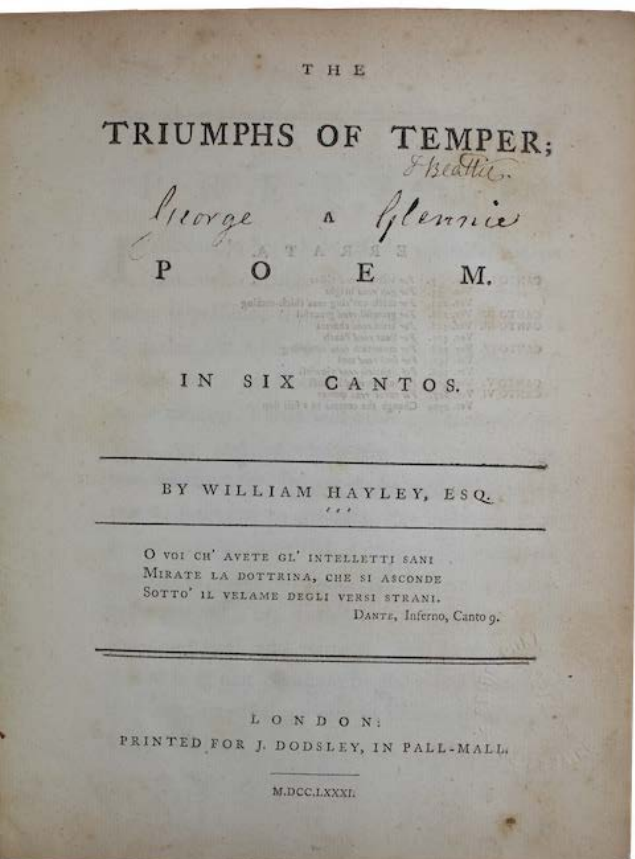 THE
TRIUMPHS OF TEMPER;
& Beattie.
George A Glennie
POEM.
IN SIX CANTOS.
BY WILLIAM HAYLEY, ESQ.
O VOI CH' AVETE GL' INTELLETTI SANI
MIRATE LA DOTTRINA, CHE SI ASCONDE
SOTTO' IL VELAME DEGLI VERSI STRANI.
DANTE, Inferno, Canto 9.
LONDON:
PRINTED FOR J. DODSLEY, IN PALL-MALL.
M.DCC.LXXXI.